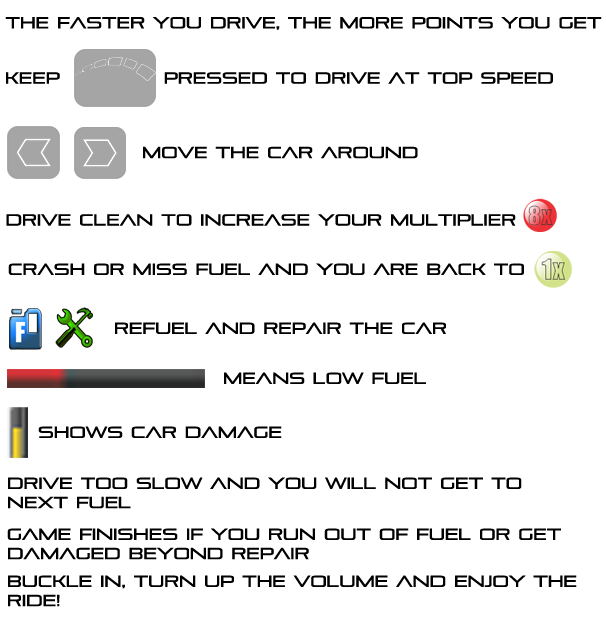 THE FASTER YOU DRIVE, THE MORE POINTS YOU GET
KEEP PRESSED TO DRIVE AT TOP SPEED
MOVE THE CAR AROUND
DRIVE CLEAN TO INCREASE YOUR MULTIPLIER 8x
CRASH OR MISS FUEL AND YOU ARE BACK TO 1x
F REFUEL AND REPAIR THE CAR
MEANS LOW FUEL
SHOWS CAR DAMAGE
DRIVE TOO SLOW AND YOU WILL NOT GET TO
NEXT FUEL
GAME FINISHES IF YOU RUN OUT OF FUEL OR GET
DAMAGED BEYOND REPAIR
BUCKLE IN, TURN UP THE VOLUME AND ENJOY THE
RIDE!